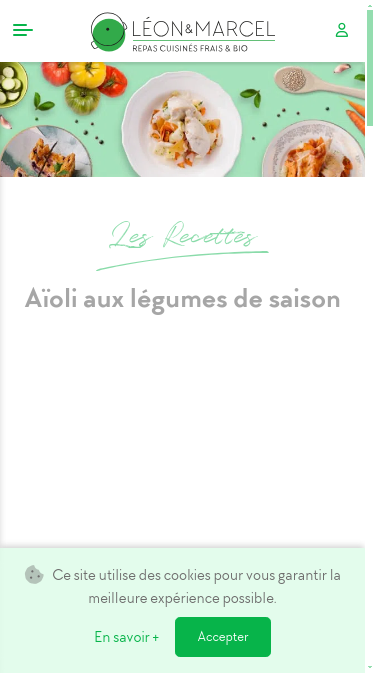 LÉON&MARCEL
REPAS CUISINÉS FRAIS & BIO
Les Recettes
Aïoli aux légumes de saison
Ce site utilise des cookies pour vous garantir la
meilleure expérience possible.
En savoir +
Accepter